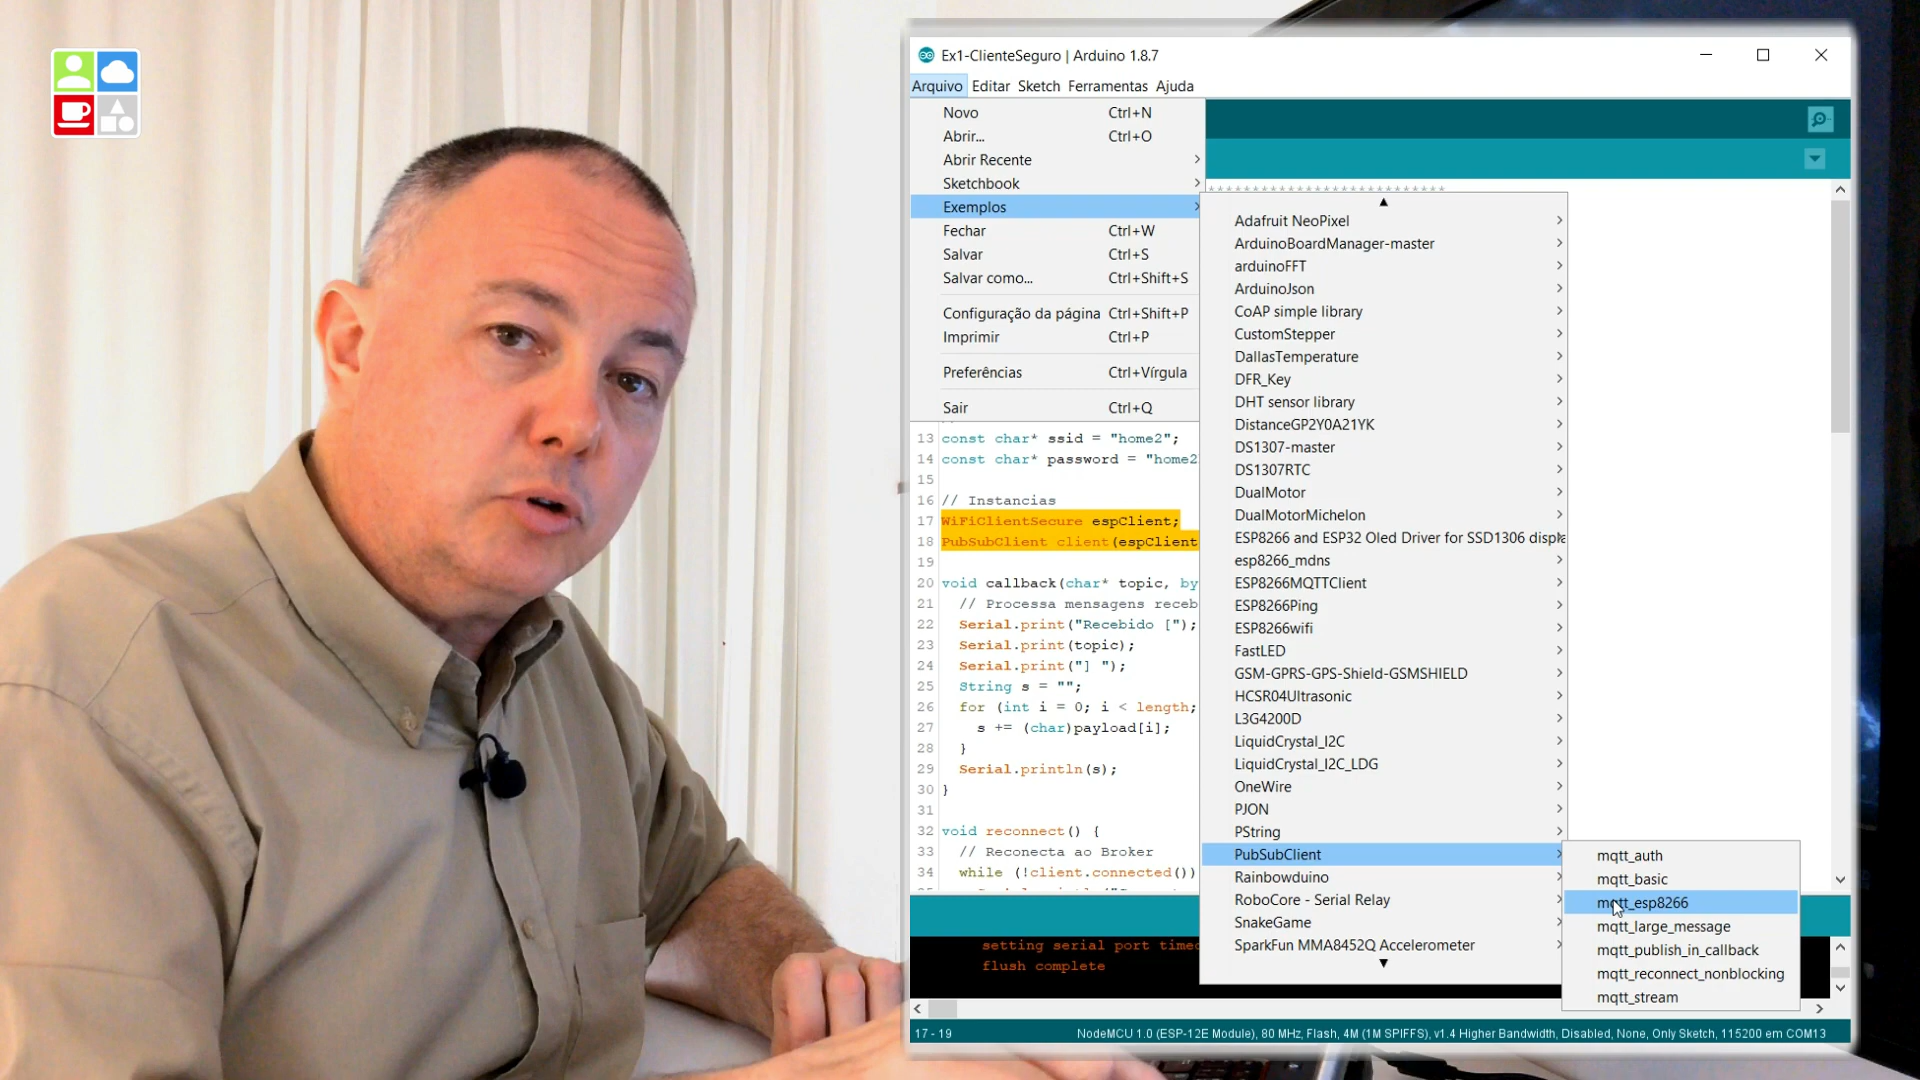 Ex1-ClienteSeguro | Arduino 1.8.7
Arquivo Editar Sketch Ferramentas Ajuda
Novo Ctrl+N
Abrir... Ctrl+O
Abrir Recente
Sketchbook
Exemplos
Fechar Ctrl+W
Salvar Ctrl+S
Salvar como... Ctrl+Shift+S
Configuração da página Ctrl+Shift+P
Imprimir Ctrl+P
Preferências Ctrl+Vírgula
Sair Ctrl+Q
**************************
Adafruit NeoPixel
ArduinoBoardManager-master
arduinoFFT
ArduinoJson
CoAP simple library
CustomStepper
DallasTemperature
DFR_Key
DHT sensor library
DistanceGP2Y0A21YK
DS1307-master
DS1307RTC
DualMotor
DualMotorMichelon
ESP8266 and ESP32 Oled Driver for SSD1306 displa
esp8266_mdns
ESP8266MQTTClient
ESP8266Ping
ESP8266wifi
FastLED
GSM-GPRS-GPS-Shield-GSMSHIELD
HCSR04Ultrasonic
L3G4200D
LiquidCrystal_I2C
LiquidCrystal_I2C_LDG
OneWire
PJON
PString
PubSubClient
Rainbowduino
RoboCore - Serial Relay
SnakeGame
SparkFun MMA8452Q Accelerometer
mqtt_auth
mqtt_basic
mqtt_esp8266
mqtt_large_message
mqtt_publish_in_callback
mqtt_reconnect_nonblocking
mqtt_stream
13 const char* ssid = "home2";
14 const char* password = "home2
15
16 // Instancias
17 WiFiClientSecure espClient;
18 PubSubClient client(espClient
19
20 void callback(char* topic, by
21 // Processa mensagens receb
22 Serial.print("Recebido [");
23 Serial.print(topic);
24 Serial.print("] ");
25 String s = "";
26 for (int i = 0; i < length;
27 s += (char)payload[i];
28 }
29 Serial.println(s);
30 }
31
32 void reconnect() {
33 // Reconecta ao Broker
34 while (!client.connected())
setting serial port timeo
flush complete
17 - 19
NodeMCU 1.0 (ESP-12E Module), 80 MHz, Flash, 4M (1M SPIFFS), v1.4 Higher Bandwidth, Disabled, None, Only Sketch, 115200 em COM13